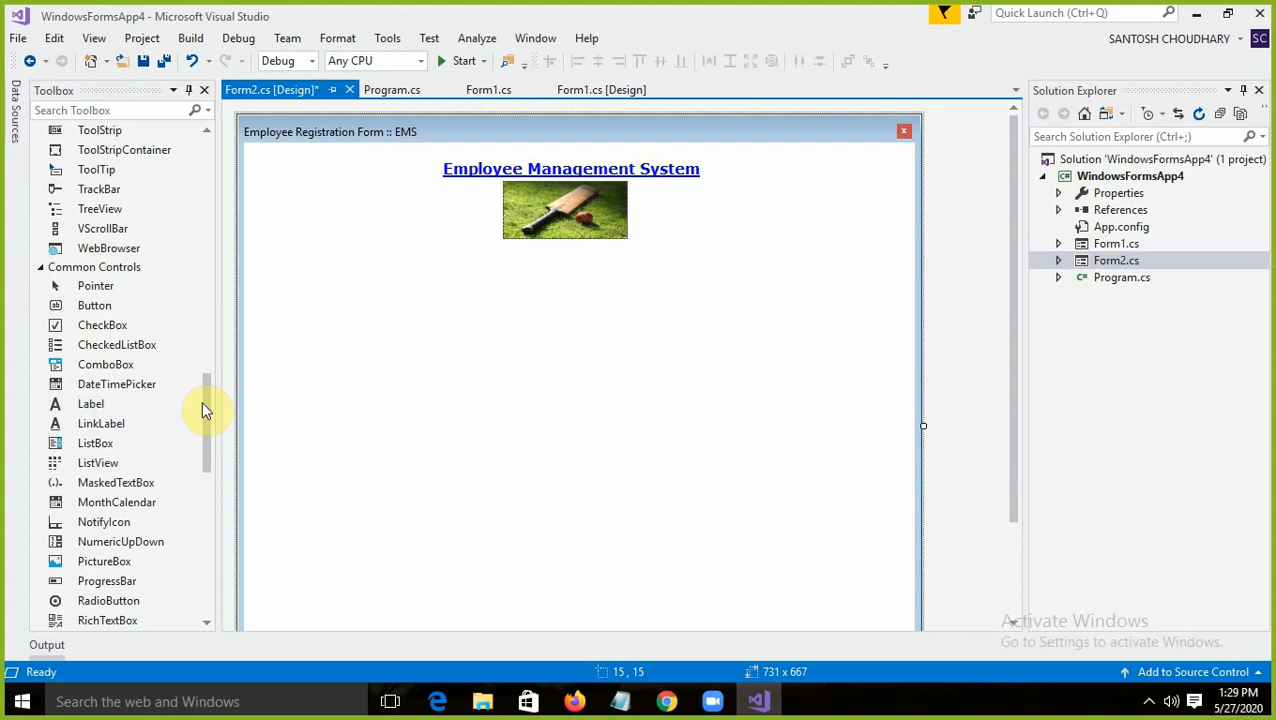 WindowsFormsApp4 - Microsoft Visual Studio
Quick Launch (Ctrl+Q)
File Edit View Project Build Debug Team Format Tools Test Analyze Window Help
SANTOSH CHOUDHARY SC
Debug Any CPU Start
Data Sources
Toolbox
Form2.cs [Design]* Program.cs Form1.cs Form1.cs [Design]
Solution Explorer
Search Toolbox
ToolStrip
ToolStripContainer
ToolTip
TrackBar
TreeView
VScrollBar
WebBrowser
Common Controls
Pointer
Button
CheckBox
CheckedListBox
ComboBox
DateTimePicker
Label
LinkLabel
ListBox
ListView
MaskedTextBox
MonthCalendar
NotifyIcon
NumericUpDown
PictureBox
ProgressBar
RadioButton
RichTextBox
Employee Registration Form :: EMS
Employee Management System
Search Solution Explorer (Ctrl+;)
Solution 'WindowsFormsApp4' (1 project)
WindowsFormsApp4
Properties
References
App.config
Form1.cs
Form2.cs
Program.cs
Activate Windows
Go to Settings to activate Windows.
Output
Ready 15 , 15 731 x 667 Add to Source Control
Search the web and Windows
1:29 PM
5/27/2020